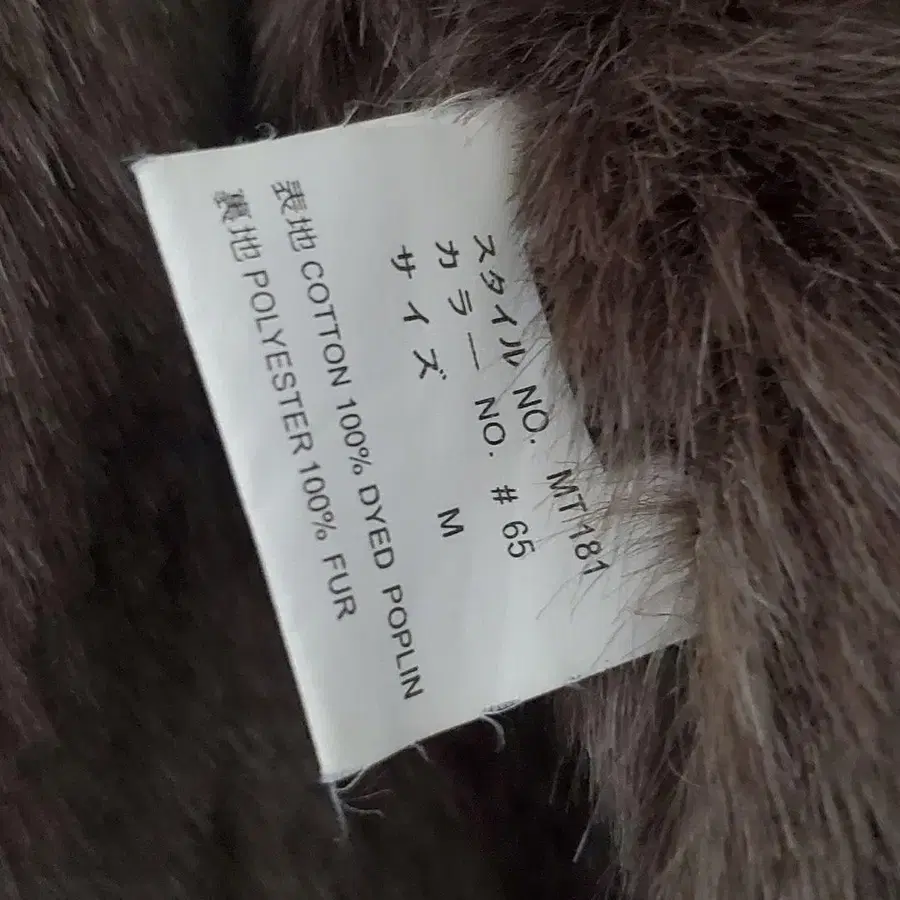 スタイル NO. MT181
カラー NO. # 65
サイズ M
表地 COTTON 100% DYED POPLIN
裏地 POLYESTER 100% FUR